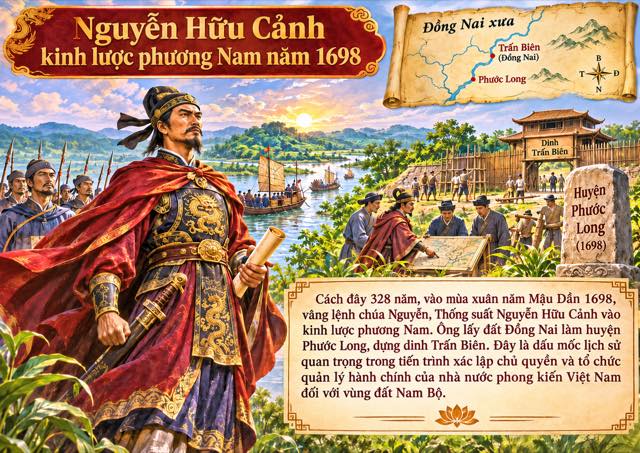 Nguyễn Hữu Cảnh
kinh lược phương Nam năm 1698
Đồng Nai xưa
Trấn Biên
(Đồng Nai)
Phước Long
B
T
Đ
N
Dinh
Trấn Biên
Huyện
Phước
Long
(1698)
Cách đây 328 năm, vào mùa xuân năm Mậu Dần 1698,
vâng lệnh chúa Nguyễn, Thống suất Nguyễn Hữu Cảnh vào
kinh lược phương Nam. Ông lấy đất Đồng Nai làm huyện
Phước Long, dựng dinh Trấn Biên. Đây là dấu mốc lịch sử
quan trọng trong tiến trình xác lập chủ quyền và tổ chức
quản lý hành chính của nhà nước phong kiến Việt Nam
đối với vùng đất Nam Bộ.